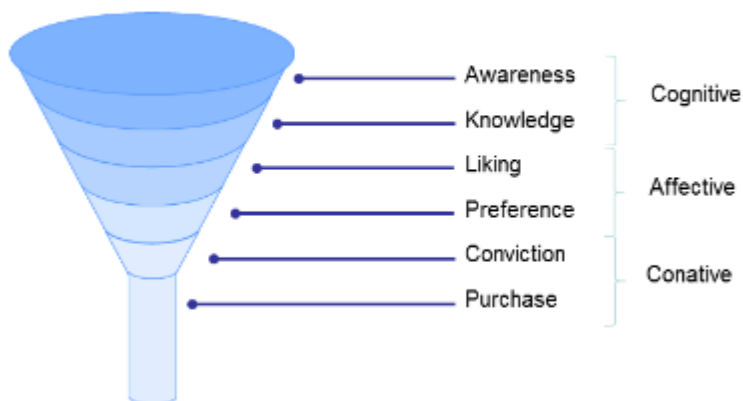 Awareness
Knowledge
Liking
Preference
Conviction
Purchase
Cognitive
Affective
Conative